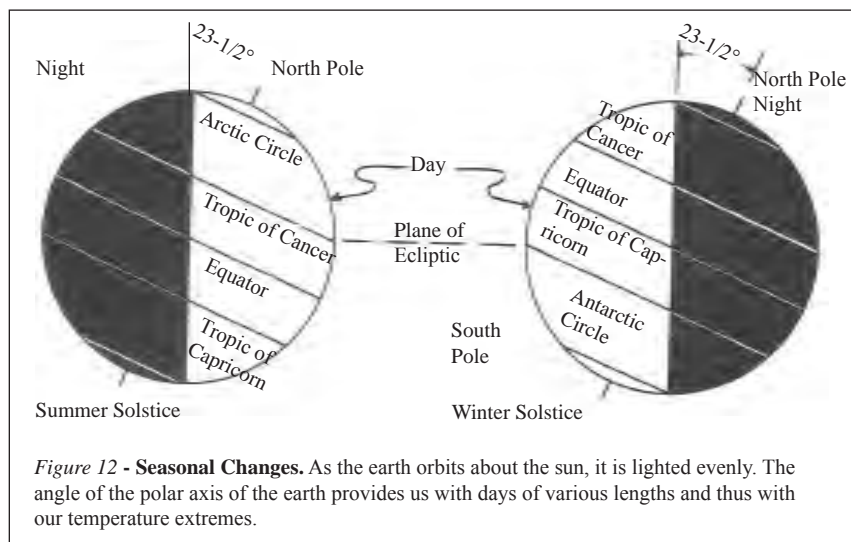 23-1/2°
Night
North Pole
Arctic Circle
Tropic of Cancer
Equator
Tropic of
Capricorn
Summer Solstice
Day
Plane of
Ecliptic
23-1/2°
North Pole
Night
Tropic of
Cancer
Equator
Tropic of Cap-
ricorn
Antarctic
Circle
South
Pole
Winter Solstice
Figure 12 - Seasonal Changes. As the earth orbits about the sun, it is lighted evenly. The
angle of the polar axis of the earth provides us with days of various lengths and thus with
our temperature extremes.